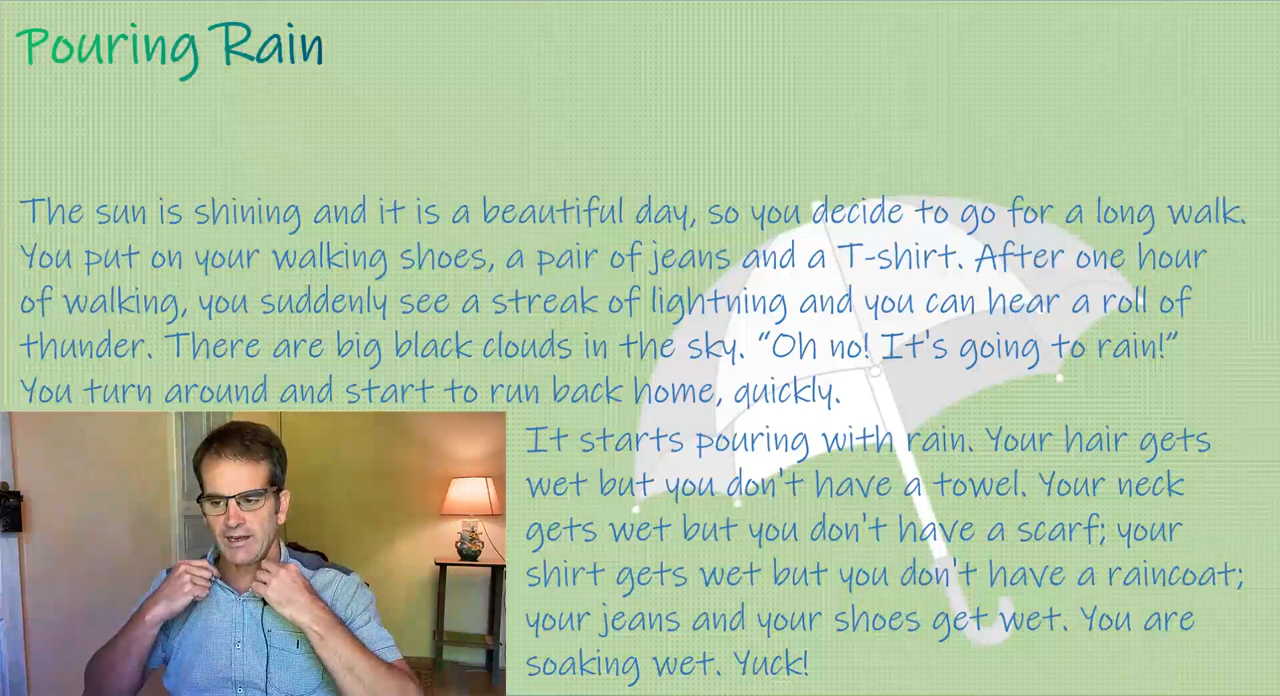 Pouring Rain
The sun is shining and it is a beautiful day, so you decide to go for a long walk.
You put on your walking shoes, a pair of jeans and a T-shirt. After one hour
of walking, you suddenly see a streak of lightning and you can hear a roll of
thunder. There are big black clouds in the sky. “Oh no! It's going to rain!”
You turn around and start to run back home, quickly.
It starts pouring with rain. Your hair gets
wet but you don't have a towel. Your neck
gets wet but you don't have a scarf; your
shirt gets wet but you don't have a raincoat;
your jeans and your shoes get wet. You are
soaking wet. Yuck!